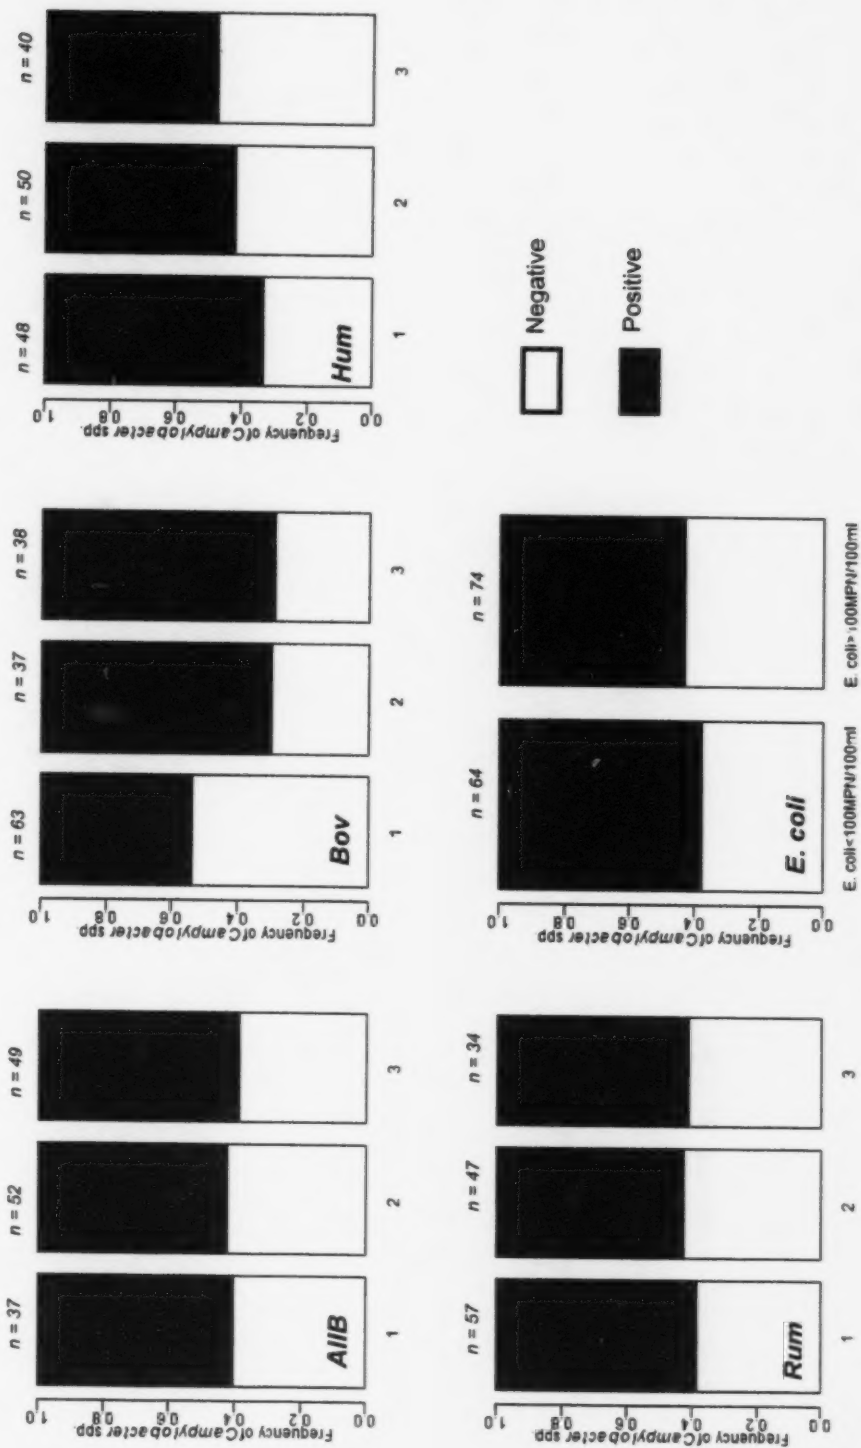 n = 37
n = 52
n = 49
Frequency of Campylobacter spp.
1.0
0.8
0.6
0.4
0.2
0.0
AllB
1
2
3
n = 63
n = 37
n = 38
Frequency of Campylobacter spp.
1.0
0.8
0.6
0.4
0.2
0.0
Bov
1
2
3
n = 48
n = 50
n = 40
Frequency of Campylobacter spp.
1.0
0.8
0.6
0.4
0.2
0.0
Hum
1
2
3
n = 57
n = 47
n = 34
Frequency of Campylobacter spp.
1.0
0.8
0.6
0.4
0.2
0.0
Rum
1
2
3
n = 64
n = 74
Frequency of Campylobacter spp.
1.0
0.8
0.6
0.4
0.2
0.0
E. coli
E. coli<100MPN/100ml
E. coli>100MPN/100ml
Negative
Positive